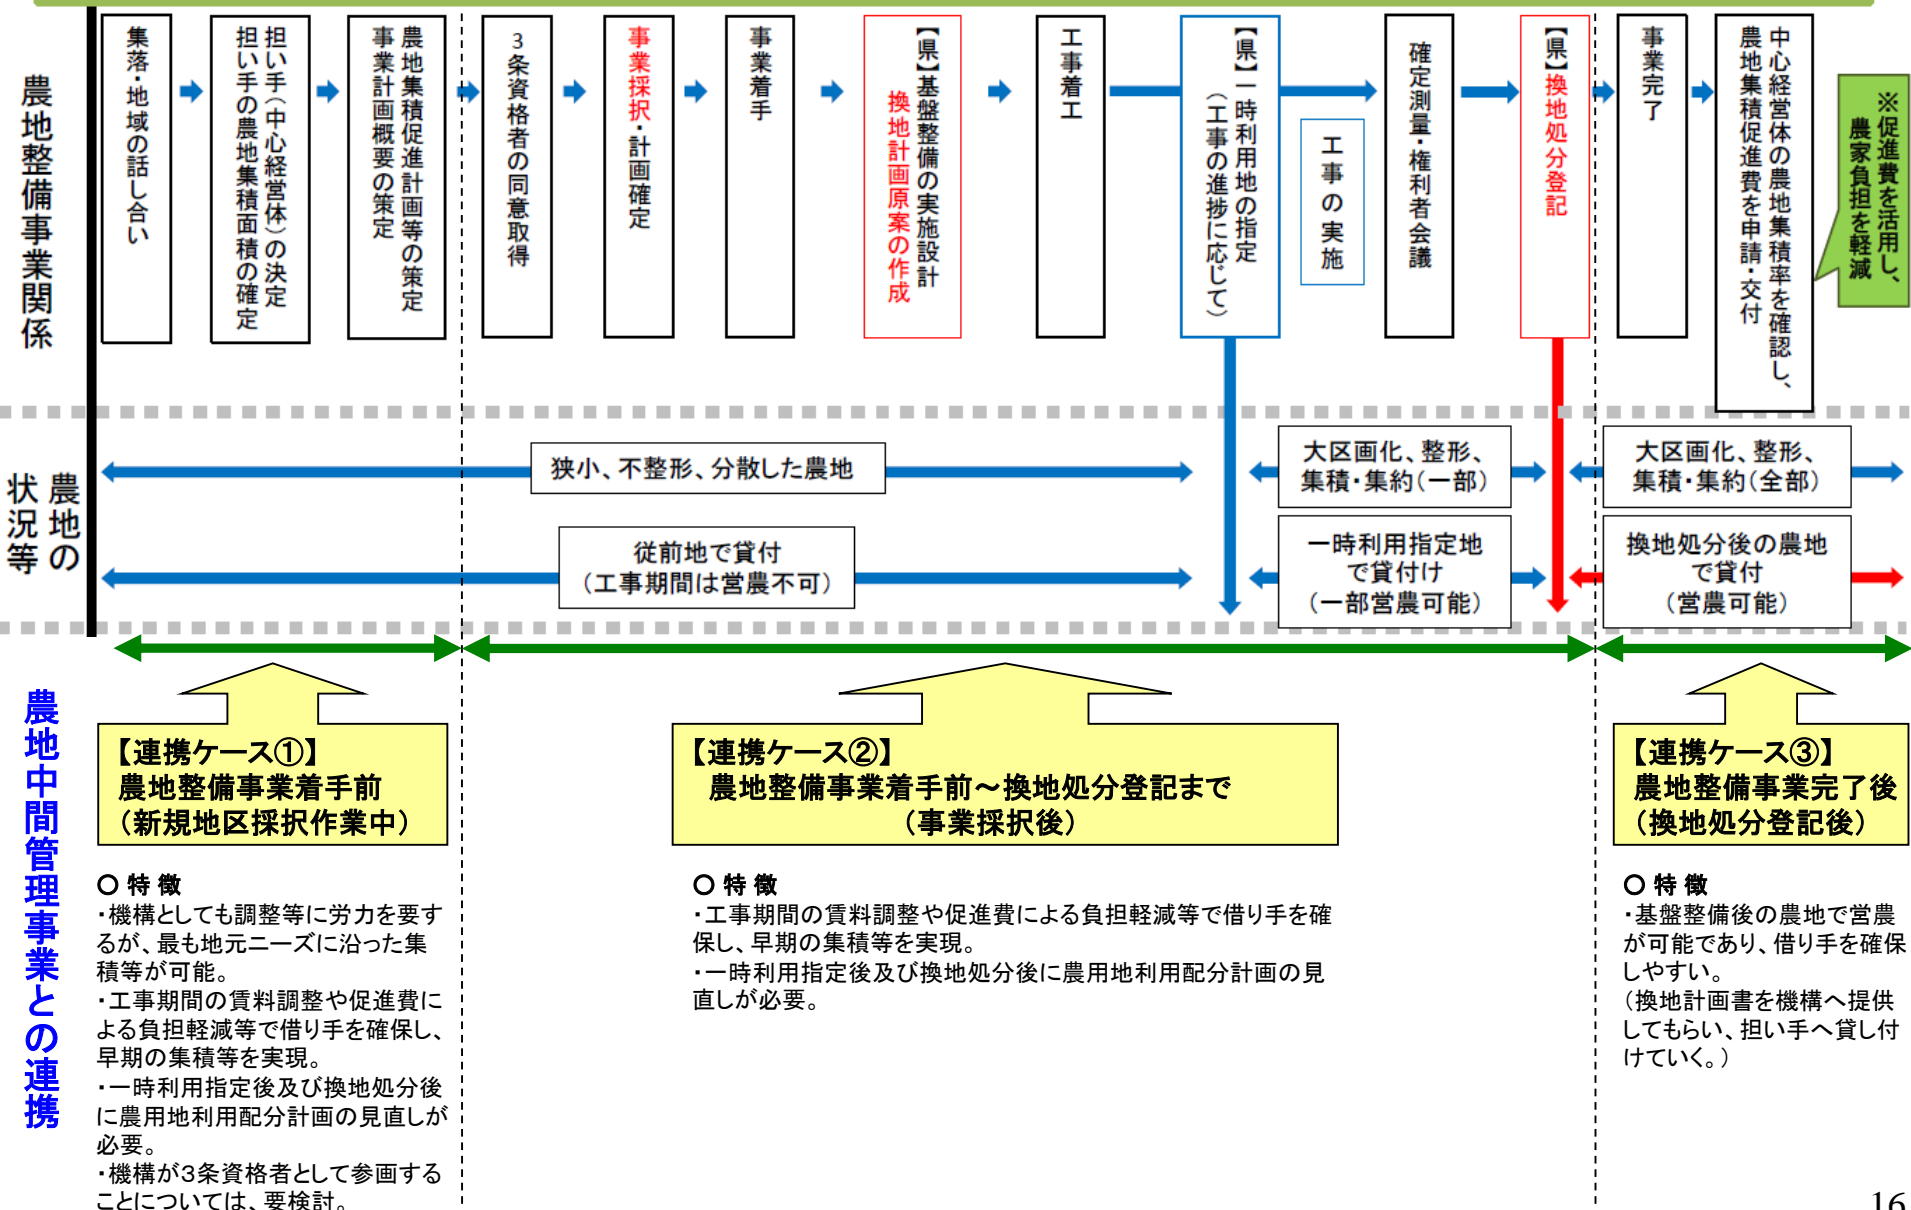 農地整備事業関係
集落・地域の話し合い
担い手（中心経営体）の決定
担い手の農地集積面積の確定
農地集積促進計画等の策定
事業計画概要の策定
3条資格者の同意取得
事業採択・計画確定
事業着手
【県】基盤整備の実施設計
換地計画原案の作成
工事着工
【県】一時利用地の指定
（工事の進捗に応じて）
工事の実施
確定測量・権利者会議
【県】換地処分登記
事業完了
中心経営体の農地集積率を確認し、
農地集積促進費を申請・交付
※促進費を活用し、
農家負担を軽減
農地の
状況等
狭小、不整形、分散した農地
大区画化、整形、
集積・集約（一部）
大区画化、整形、
集積・集約（全部）
従前地で貸付
（工事期間は営農不可）
一時利用指定地
で貸付け
（一部営農可能）
換地処分後の農地
で貸付
（営農可能）
農地中間管理事業との連携
【連携ケース①】
農地整備事業着手前
（新規地区採択作業中）
〇 特 徴
・機構としても調整等に労力を要す
るが、最も地元ニーズに沿った集
積等が可能。
・工事期間の賃料調整や促進費に
よる負担軽減等で借り手を確保し、
早期の集積等を実現。
・一時利用指定後及び換地処分後
に農用地利用配分計画の見直しが
必要。
・機構が3条資格者として参画する
ことについては、要検討。
【連携ケース②】
農地整備事業着手前～換地処分登記まで
（事業採択後）
〇 特 徴
・工事期間の賃料調整や促進費による負担軽減等で借り手を確
保し、早期の集積等を実現。
・一時利用指定後及び換地処分後に農用地利用配分計画の見
直しが必要。
【連携ケース③】
農地整備事業完了後
（換地処分登記後）
〇 特 徴
・基盤整備後の農地で営農
が可能であり、借り手を確保
しやすい。
（換地計画書を機構へ提供
してもらい、担い手へ貸し付
けていく。）
16